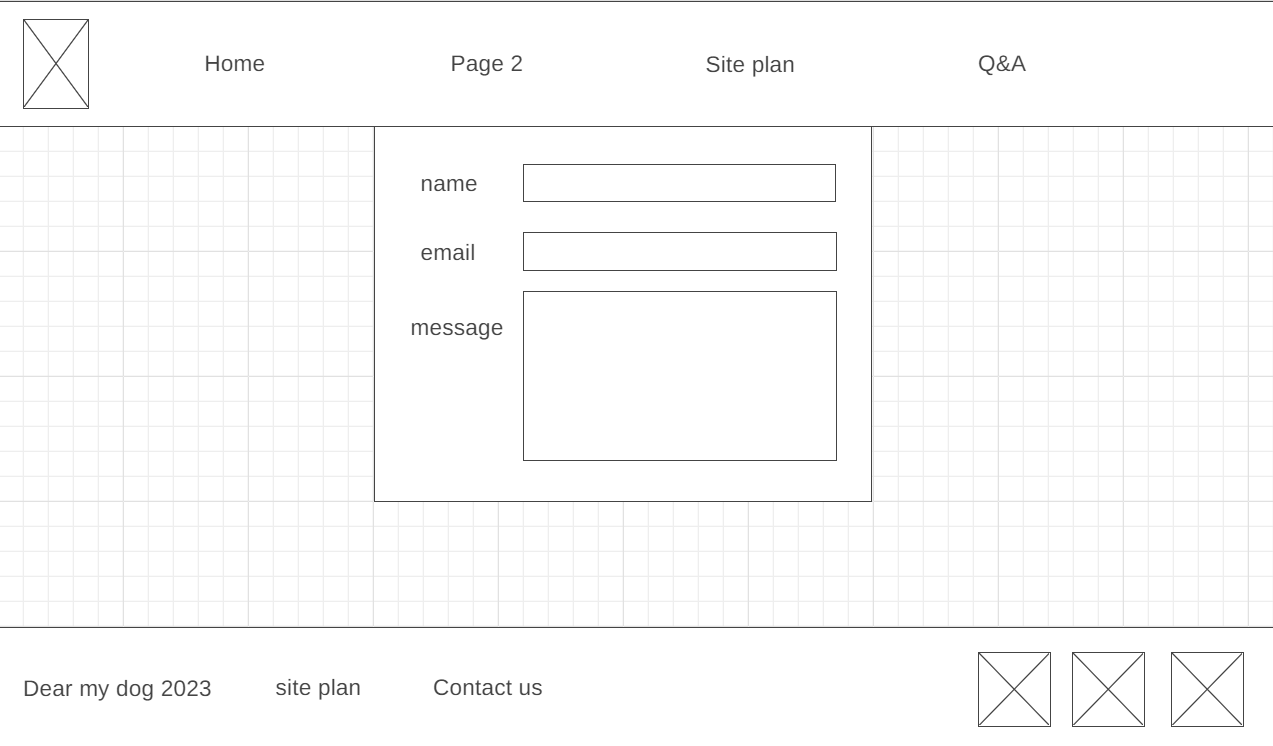 Home
Page 2
Site plan
Q&A
name
email
message
Dear my dog 2023
site plan
Contact us